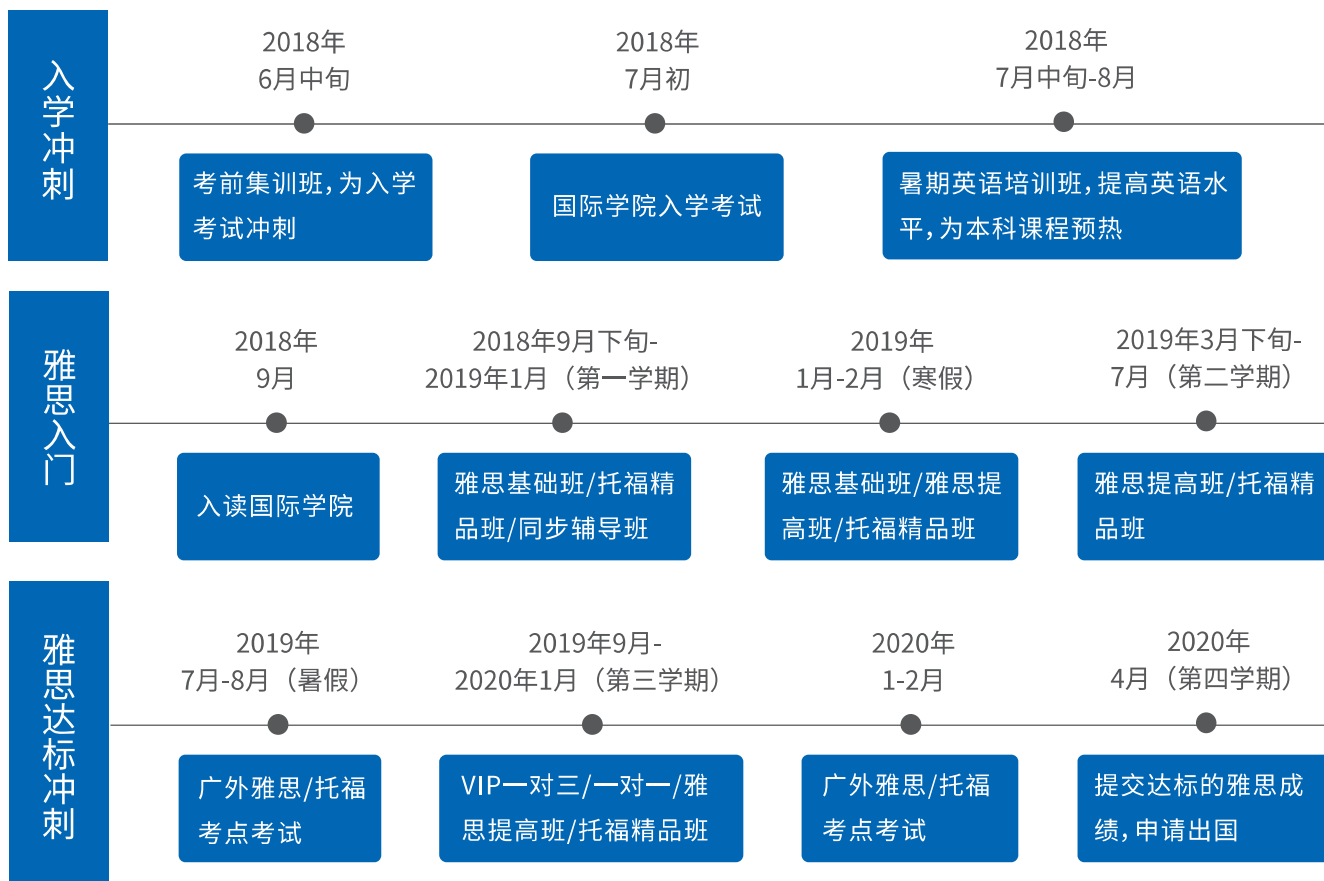 入学冲刺
2018年
6月中旬
考前集训班，为入学
考试冲刺
2018年
7月初
国际学院入学考试
2018年
7月中旬-8月
暑期英语培训班，提高英语水
平，为本科课程预热
雅思入门
2018年
9月
入读国际学院
2018年9月下旬-
2019年1月（第一学期）
雅思基础班/托福精
品班/同步辅导班
2019年
1月-2月（寒假）
雅思基础班/雅思提
高班/托福精品班
2019年3月下旬-
7月（第二学期）
雅思提高班/托福精
品班
雅思达标冲刺
2019年
7月-8月（暑假）
广外雅思/托福
考点考试
2019年9月-
2020年1月（第三学期）
VIP一对三/一对一/雅
思提高班/托福精品班
2020年
1-2月
广外雅思/托福
考点考试
2020年
4月（第四学期）
提交达标的雅思成
绩，申请出国